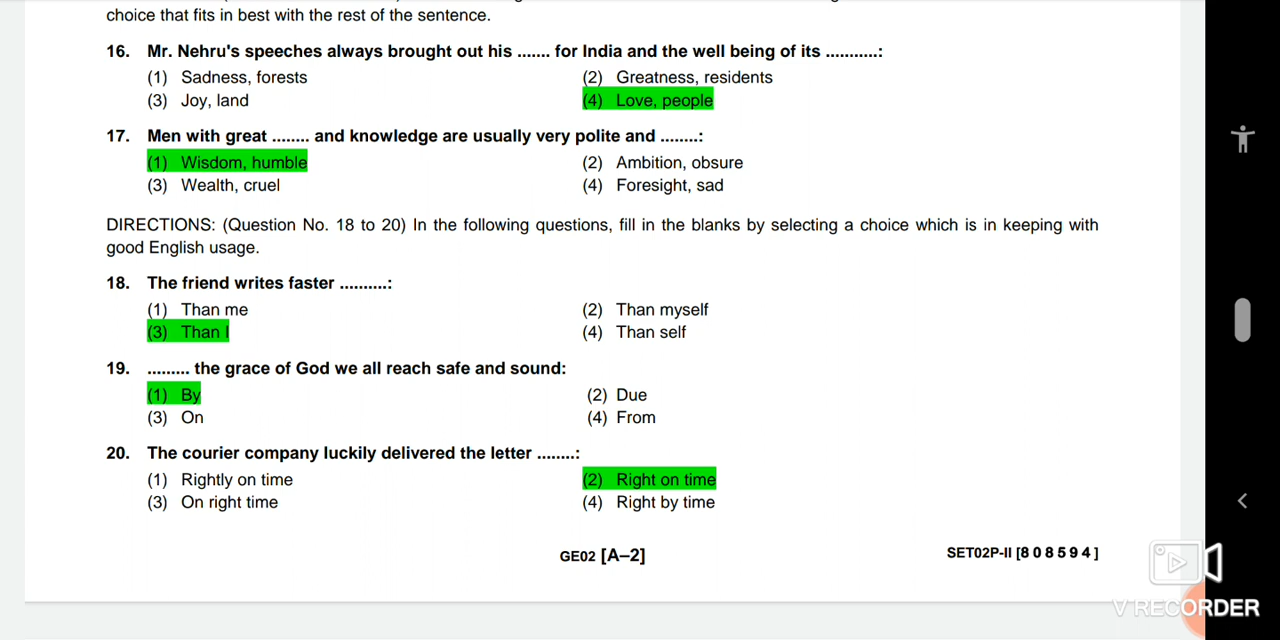 choice that fits in best with the rest of the sentence.
16. Mr. Nehru's speeches always brought out his ....... for India and the well being of its ...........:
(1) Sadness, forests (2) Greatness, residents
(3) Joy, land (4) Love, people
17. Men with great ........ and knowledge are usually very polite and ........:
(1) Wisdom, humble (2) Ambition, obsure
(3) Wealth, cruel (4) Foresight, sad
DIRECTIONS: (Question No. 18 to 20) In the following questions, fill in the blanks by selecting a choice which is in keeping with
good English usage.
18. The friend writes faster ..........:
(1) Than me (2) Than myself
(3) Than I (4) Than self
19. ......... the grace of God we all reach safe and sound:
(1) By (2) Due
(3) On (4) From
20. The courier company luckily delivered the letter ........:
(1) Rightly on time (2) Right on time
(3) On right time (4) Right by time
GE02 [A–2] SET02P-II [8 0 8 5 9 4 ]
V RECORDER